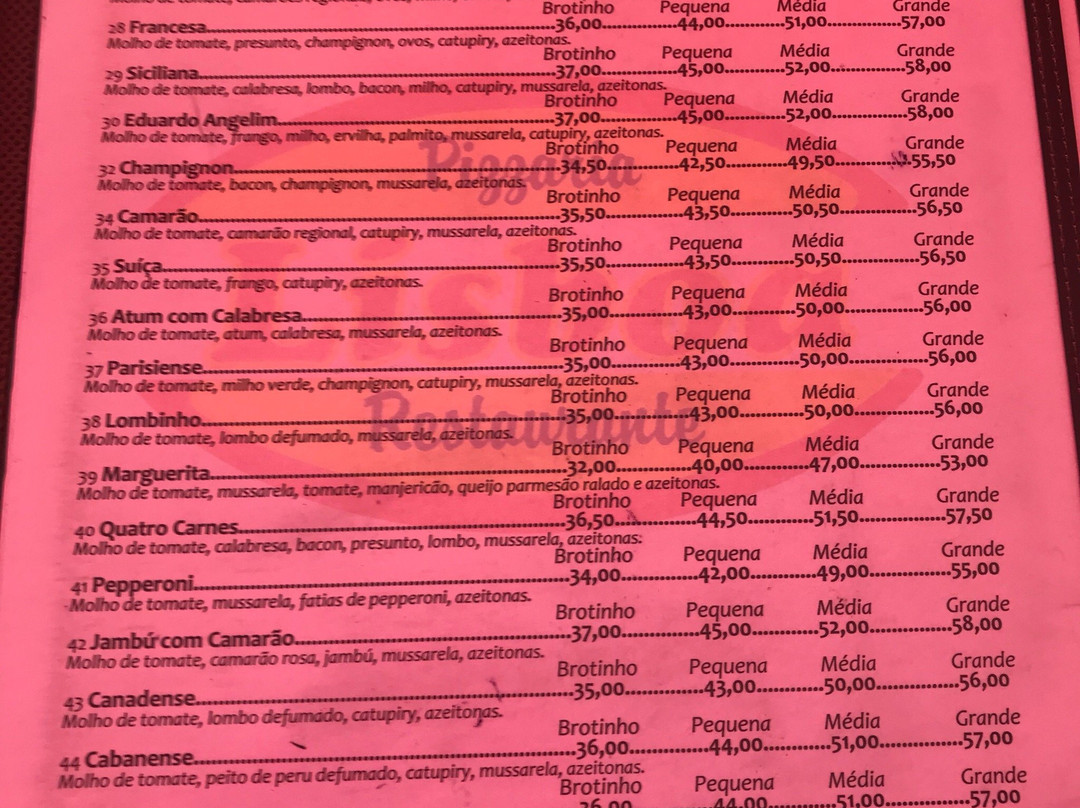 Brotinho Pequena Média Grande
28 Francesa 36,00 44,00 51,00 57,00
Molho de tomate, presunto, champignon, ovos, catupiry, azeitonas.
Brotinho Pequena Média Grande
29 Siciliana 37,00 45,00 52,00 58,00
Molho de tomate, calabresa, lombo, bacon, milho, catupiry, mussarela, azeitonas.
Brotinho Pequena Média Grande
30 Eduardo Angelim 37,00 45,00 52,00 58,00
Molho de tomate, frango, milho, ervilha, palmito, mussarela, catupiry, azeitonas.
Brotinho Pequena Média Grande
32 Champignon 34,50 42,50 49,50 55,50
Molho de tomate, bacon, champignon, mussarela, azeitonas.
Pizzaria
Brotinho Pequena Média Grande
34 Camarão 35,50 43,50 50,50 56,50
Molho de tomate, camarão regional, catupiry, mussarela, azeitonas.
Brotinho Pequena Média Grande
35 Suíça 35,50 43,50 50,50 56,50
Molho de tomate, frango, catupiry, azeitonas.
Brotinho Pequena Média Grande
36 Atum com Calabresa 35,00 43,00 50,00 56,00
Molho de tomate, atum, calabresa, mussarela, azeitonas.
Brotinho Pequena Média Grande
37 Parisiense 35,00 43,00 50,00 56,00
Molho de tomate, milho verde, champignon, catupiry, mussarela, azeitonas.
Brotinho Pequena Média Grande
38 Lombinho 35,00 43,00 50,00 56,00
Molho de tomate, lombo defumado, mussarela, azeitonas.
Restaurante
Brotinho Pequena Média Grande
39 Marguerita 32,00 40,00 47,00 53,00
Molho de tomate, mussarela, tomate, manjericão, queijo parmesão ralado e azeitonas.
Brotinho Pequena Média Grande
40 Quatro Carnes 36,50 44,50 51,50 57,50
Molho de tomate, calabresa, bacon, presunto, lombo, mussarela, azeitonas.
Brotinho Pequena Média Grande
41 Pepperoni 34,00 42,00 49,00 55,00
Molho de tomate, mussarela, fatias de pepperoni, azeitonas.
Brotinho Pequena Média Grande
42 Jambú com Camarão 37,00 45,00 52,00 58,00
Molho de tomate, camarão rosa, jambú, mussarela, azeitonas.
Brotinho Pequena Média Grande
43 Canadense 35,00 43,00 50,00 56,00
Molho de tomate, lombo defumado, catupiry, azeitonas.
Brotinho Pequena Média Grande
44 Cabanense 36,00 44,00 51,00 57,00
Molho de tomate, peito de peru defumado, catupiry, mussarela, azeitonas.
Brotinho Pequena Média Grande
36,00 44,00 51,00 57,00